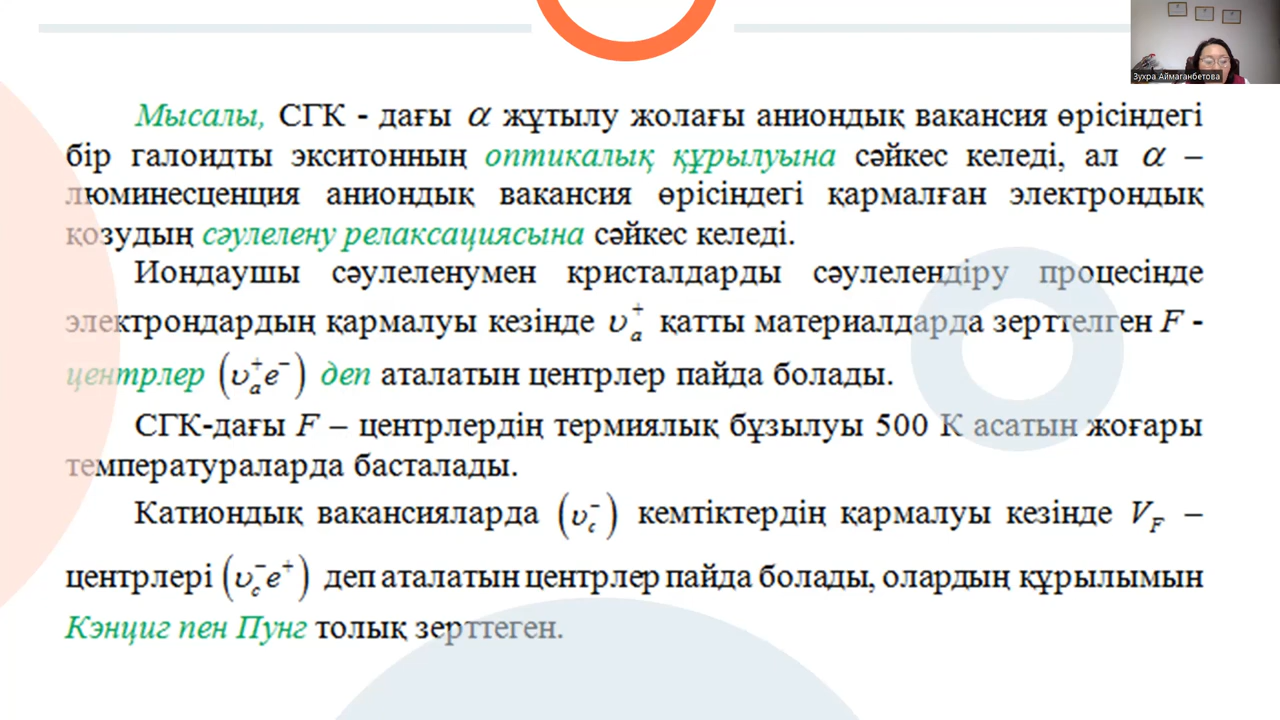 Зухра Аймаганбетова
Мысалы, СГК - дағы α жұтылу жолағы аниондық вакансия өрісіндегі
бір галоидты экситонның оптикалық құрылуына сәйкес келеді, ал α –
люминесценция аниондық вакансия өрісіндегі қармалған электрондық
қозудың сәулелену релаксациясына сәйкес келеді.
Иондаушы сәулеленумен кристалдарды сәулелендіру процесінде
электрондардың қармалуы кезінде υₐ⁺ қатты материалдарда зерттелген F -
центрлер (υₐ⁺e⁻) деп аталатын центрлер пайда болады.
СГК-дағы F – центрлердің термиялық бұзылуы 500 К асатын жоғары
температураларда басталады.
Катиондық вакансияларда (υ_c⁻) кемтіктердің қармалуы кезінде V_F –
центрлері (υ_c⁻e⁺) деп аталатын центрлер пайда болады, олардың құрылымын
Кэнциг пен Пунг толық зерттеген.